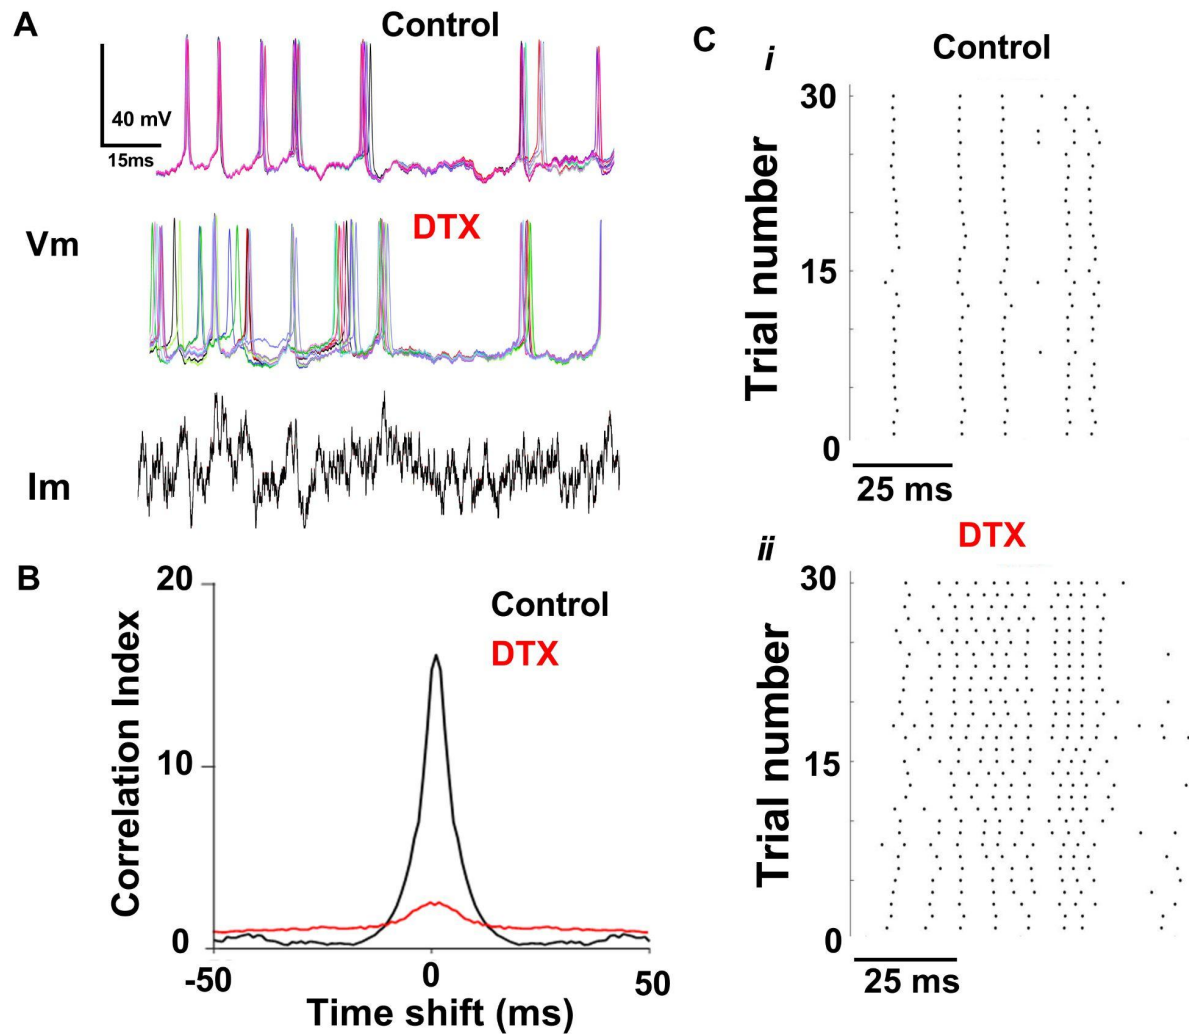 A
Control
40 mV
15ms
DTX
Vm
Im
B
20
10
0
Correlation Index
Control
DTX
-50
0
50
Time shift (ms)
C
i
Control
30
15
0
Trial number
25 ms
ii
DTX
30
15
0
Trial number
25 ms